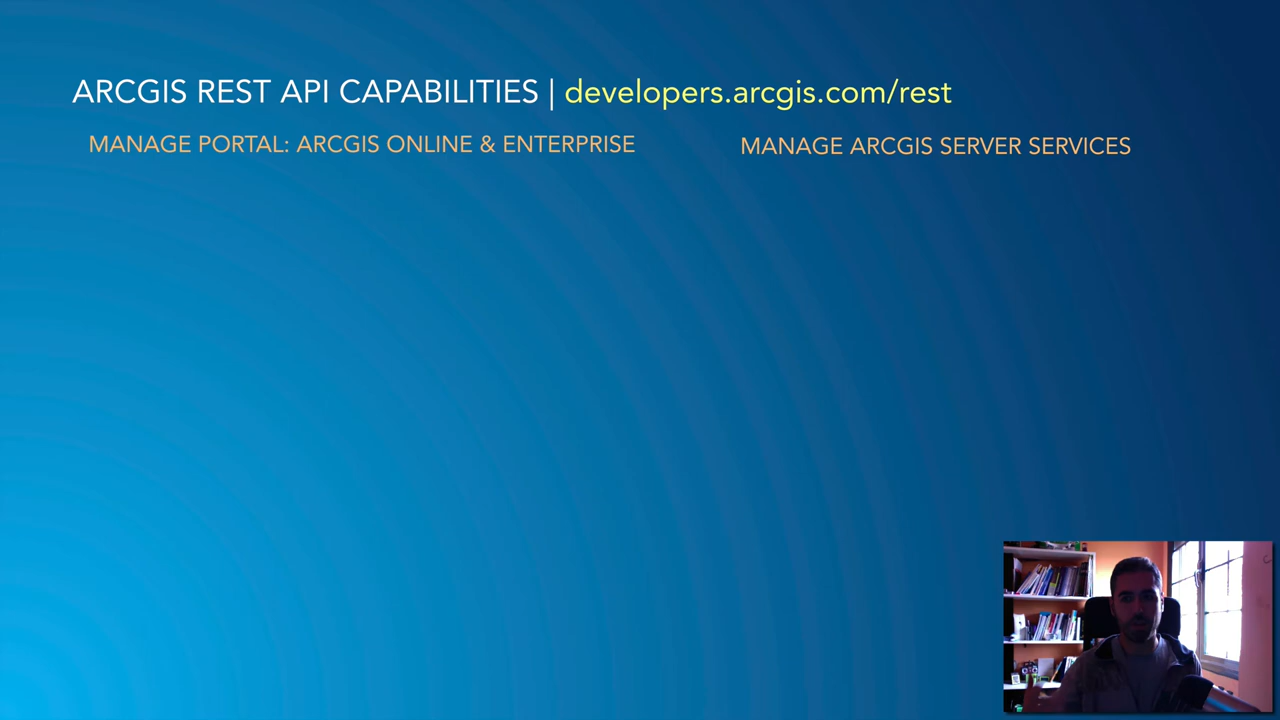 ARCGIS REST API CAPABILITIES | developers.arcgis.com/rest
MANAGE PORTAL: ARCGIS ONLINE & ENTERPRISE
MANAGE ARCGIS SERVER SERVICES